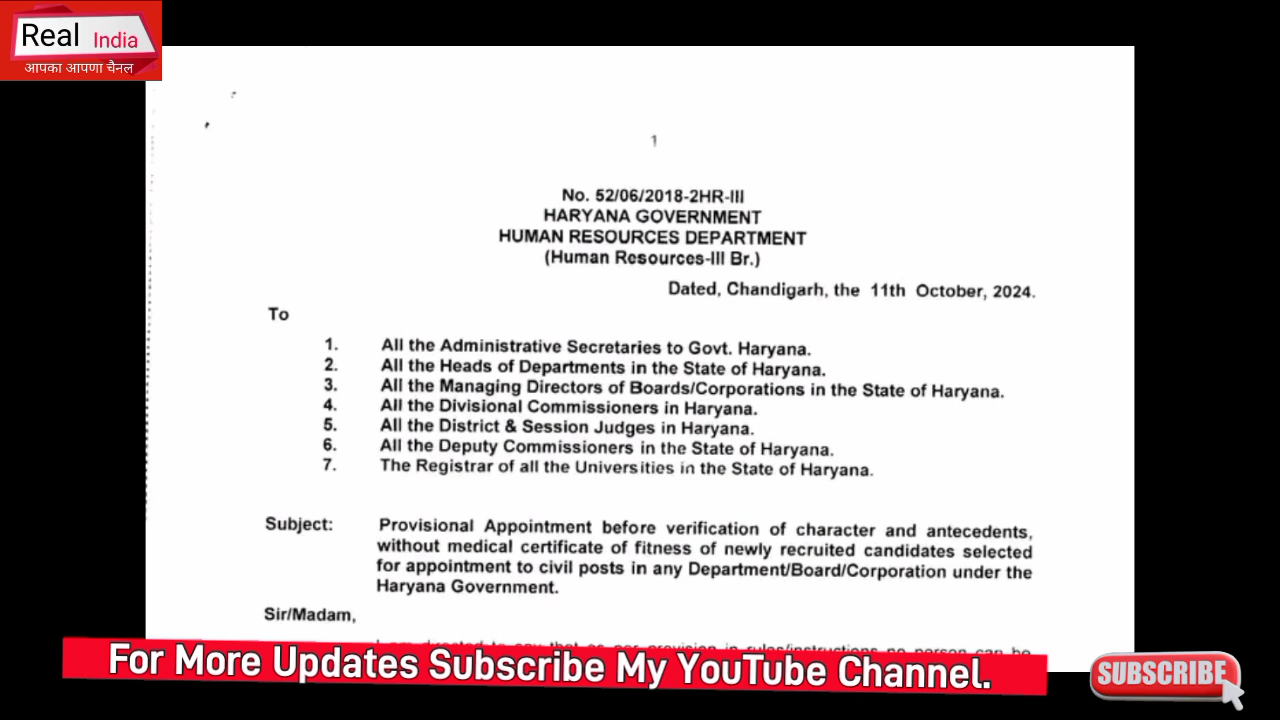 Real India
आपका आपणा चैनल
1
No. 52/06/2018-2HR-III
HARYANA GOVERNMENT
HUMAN RESOURCES DEPARTMENT
(Human Resources-III Br.)
Dated, Chandigarh, the 11th October, 2024.
To
1. All the Administrative Secretaries to Govt. Haryana.
2. All the Heads of Departments in the State of Haryana.
3. All the Managing Directors of Boards/Corporations in the State of Haryana.
4. All the Divisional Commissioners in Haryana.
5. All the District & Session Judges in Haryana.
6. All the Deputy Commissioners in the State of Haryana.
7. The Registrar of all the Universities in the State of Haryana.
Subject: Provisional Appointment before verification of character and antecedents,
without medical certificate of fitness of newly recruited candidates selected
for appointment to civil posts in any Department/Board/Corporation under the
Haryana Government.
Sir/Madam,
For More Updates Subscribe My YouTube Channel.
SUBSCRIBE